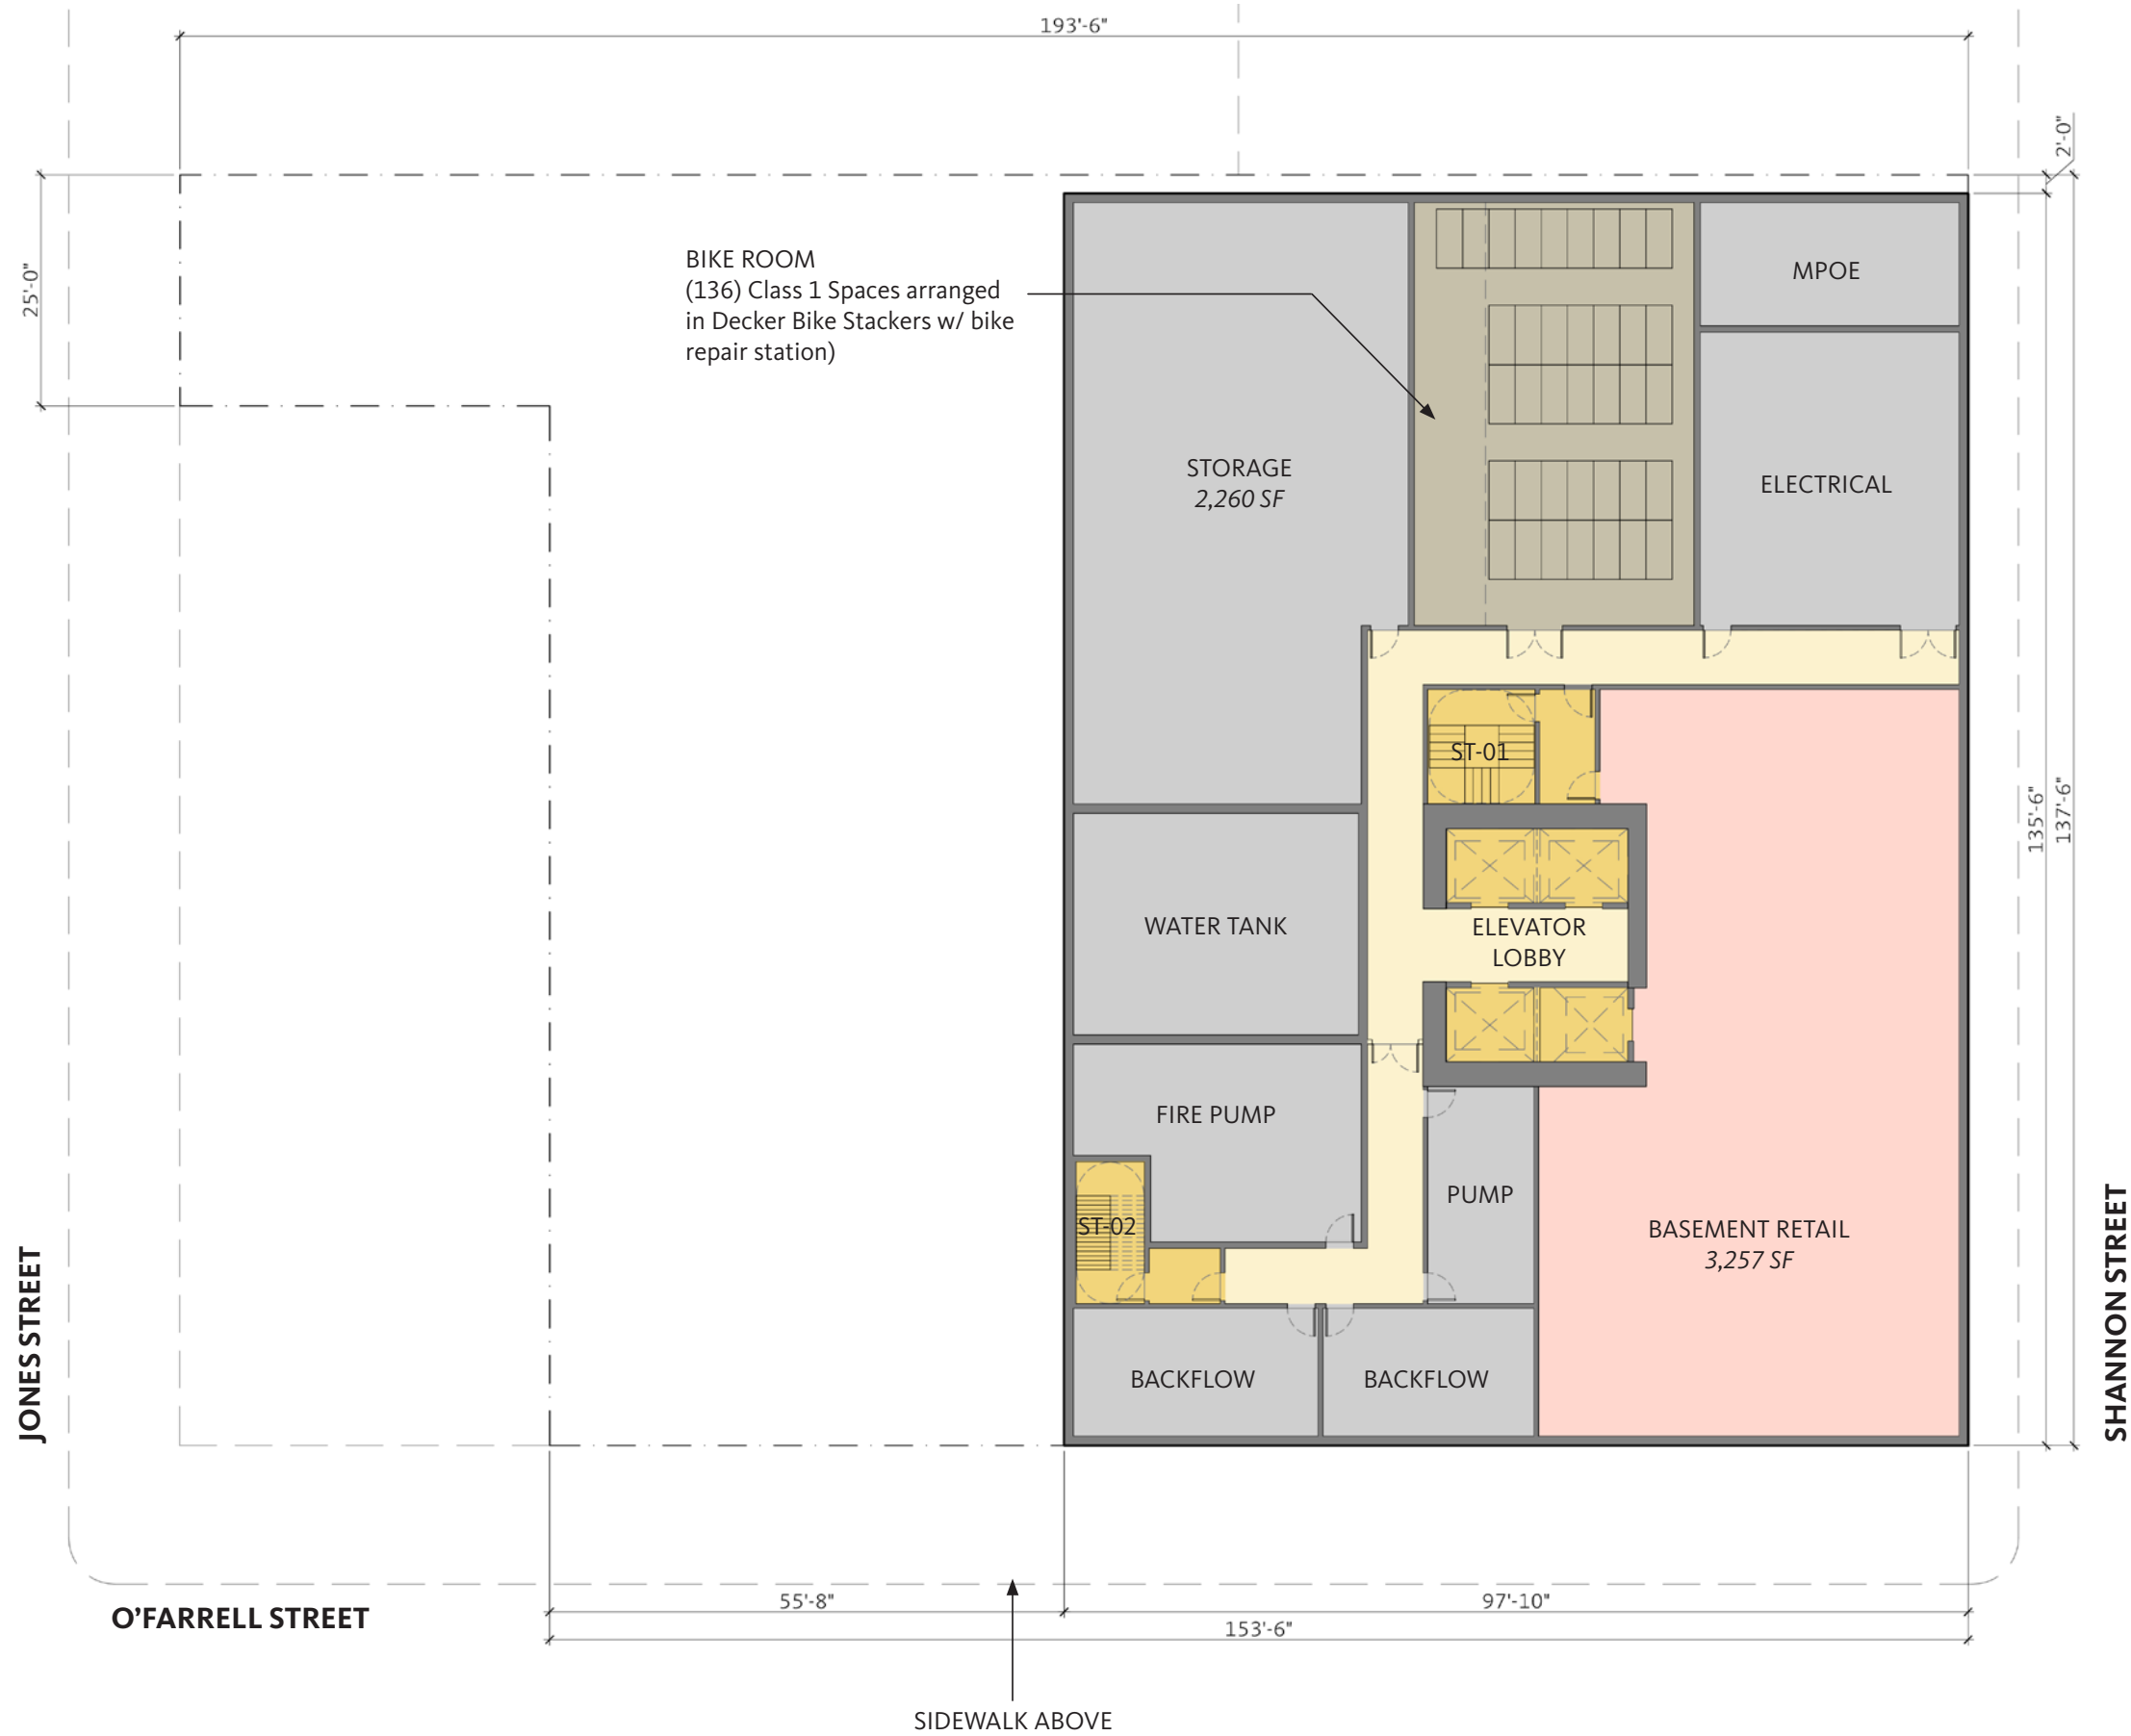 193'-6"
2'-0"
25'-0"
BIKE ROOM
(136) Class 1 Spaces arranged
in Decker Bike Stackers w/ bike
repair station)
MPOE
STORAGE
2,260 SF
ELECTRICAL
ST-01
135'-6"
137'-6"
WATER TANK
ELEVATOR
LOBBY
FIRE PUMP
PUMP
ST-02
BASEMENT RETAIL
3,257 SF
JONES STREET
SHANNON STREET
BACKFLOW
BACKFLOW
O'FARRELL STREET
55'-8"
97'-10"
153'-6"
SIDEWALK ABOVE